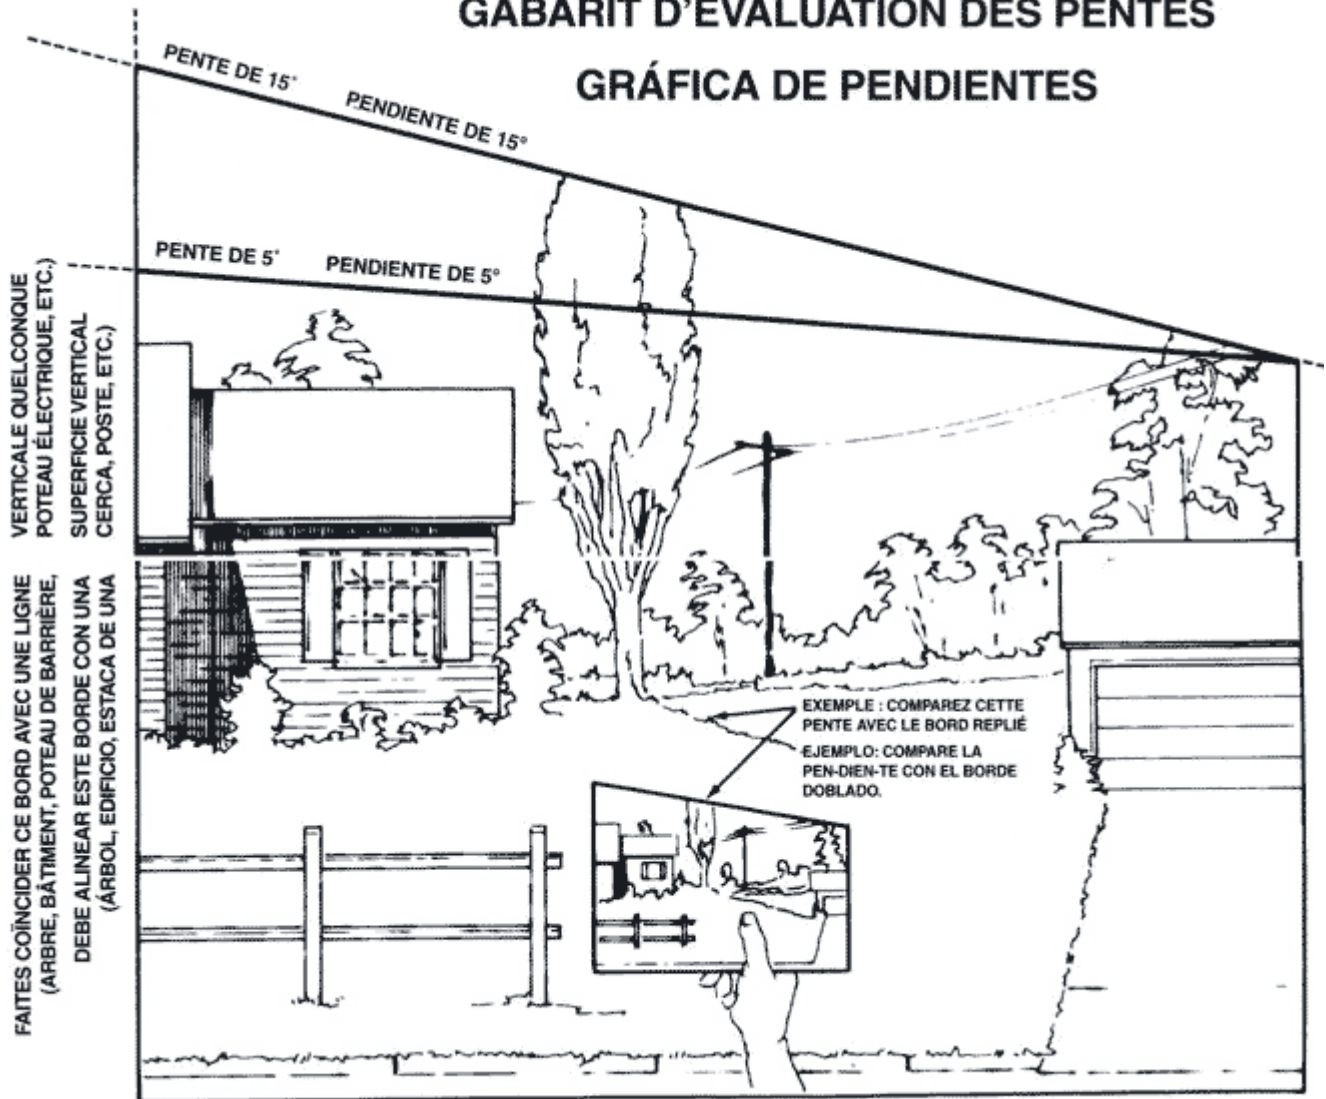 GABARIT D'ÉVALUATION DES PENTES
GRÁFICA DE PENDIENTES
PENTE DE 15°
PENDIENTE DE 15°
PENTE DE 5°
PENDIENTE DE 5°
FAITES COÏNCIDER CE BORD AVEC UNE LIGNE VERTICALE QUELCONQUE
(ARBRE, BÂTIMENT, POTEAU DE BARRIÈRE, POTEAU ÉLECTRIQUE, ETC.)
DEBE ALINEAR ESTE BORDE CON UNA SUPERFICIE VERTICAL
(ÁRBOL, EDIFICIO, ESTACA DE UNA CERCA, POSTE, ETC.)
EXEMPLE : COMPAREZ CETTE
PENTE AVEC LE BORD REPLIÉ
EJEMPLO: COMPARE LA
PEN-DIEN-TE CON EL BORDE
DOBLADO.